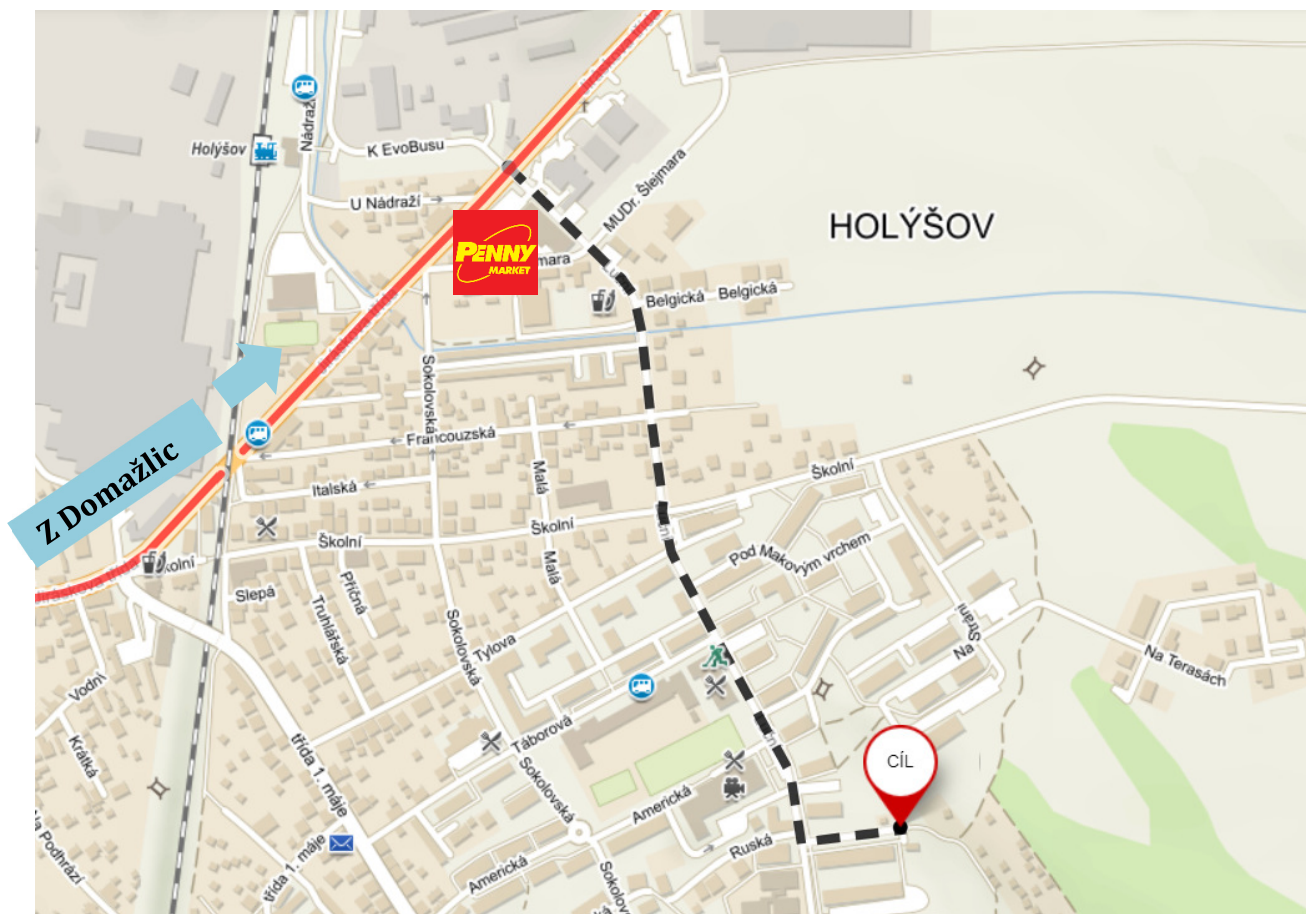 Nádraží
Holýšov
K EvoBusu
U Nádraží
MUDr. Šlejmara
HOLÝŠOV
PENNY
MARKET
mara
Belgická
Belgická
Sokolovská
Z Domažlic
Francouzská
Malá
Italská
Školní
Školní
Školní
Slepá
Příčná
Truhlářská
Malá
Pod Makovým vrchem
Tylova
Sokolovská
Na Stráni
Na Terasách
Vodní
Krátká
Táborová
třída 1. máje
CÍL
Sokolovská
Americká
Ruská
Na Podhrází
třída 1. máje
Americká
Sokolovská